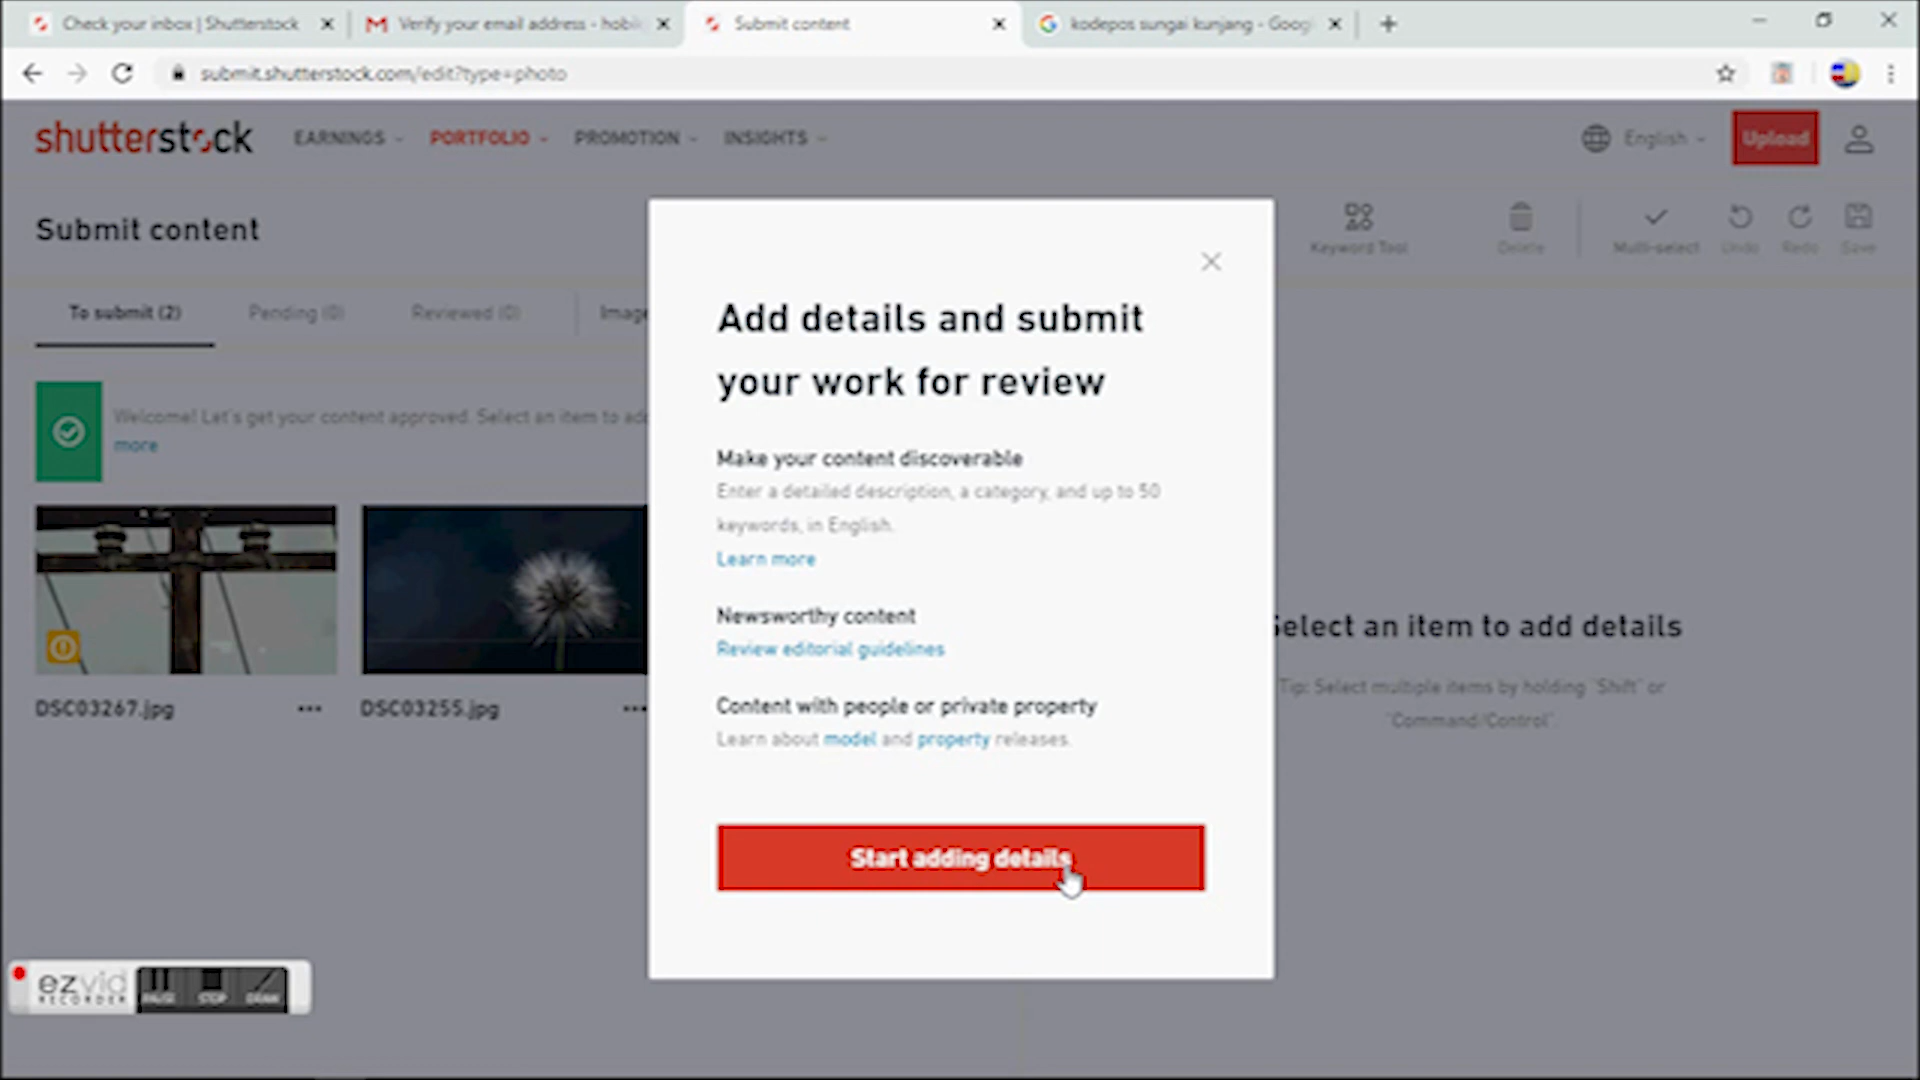 Check your inbox | Shutterstock
Verify your email address - hobi
Submit content
kodepos sungai kunjang - Goog
submit.shutterstock.com/edit?type=photo
shutterstock
EARNINGS
PORTFOLIO
PROMOTION
INSIGHTS
English
Upload
Submit content
Keyword Tool
Delete
Multi-select
Undo
Redo
Save
To submit (2)
Pending (0)
Reviewed (0)
Image
Welcome! Let's get your content approved. Select an item to add
more
DSC03267.jpg
DSC03255.jpg
Add details and submit
your work for review
Make your content discoverable
Enter a detailed description, a category, and up to 50
keywords, in English.
Learn more
Newsworthy content
Review editorial guidelines
Content with people or private property
Learn about model and property releases.
Start adding details
Select an item to add details
Tip: Select multiple items by holding "Shift" or
"Command/Control".
ezvid
RECORDER
PAUSE
STOP
DRAW